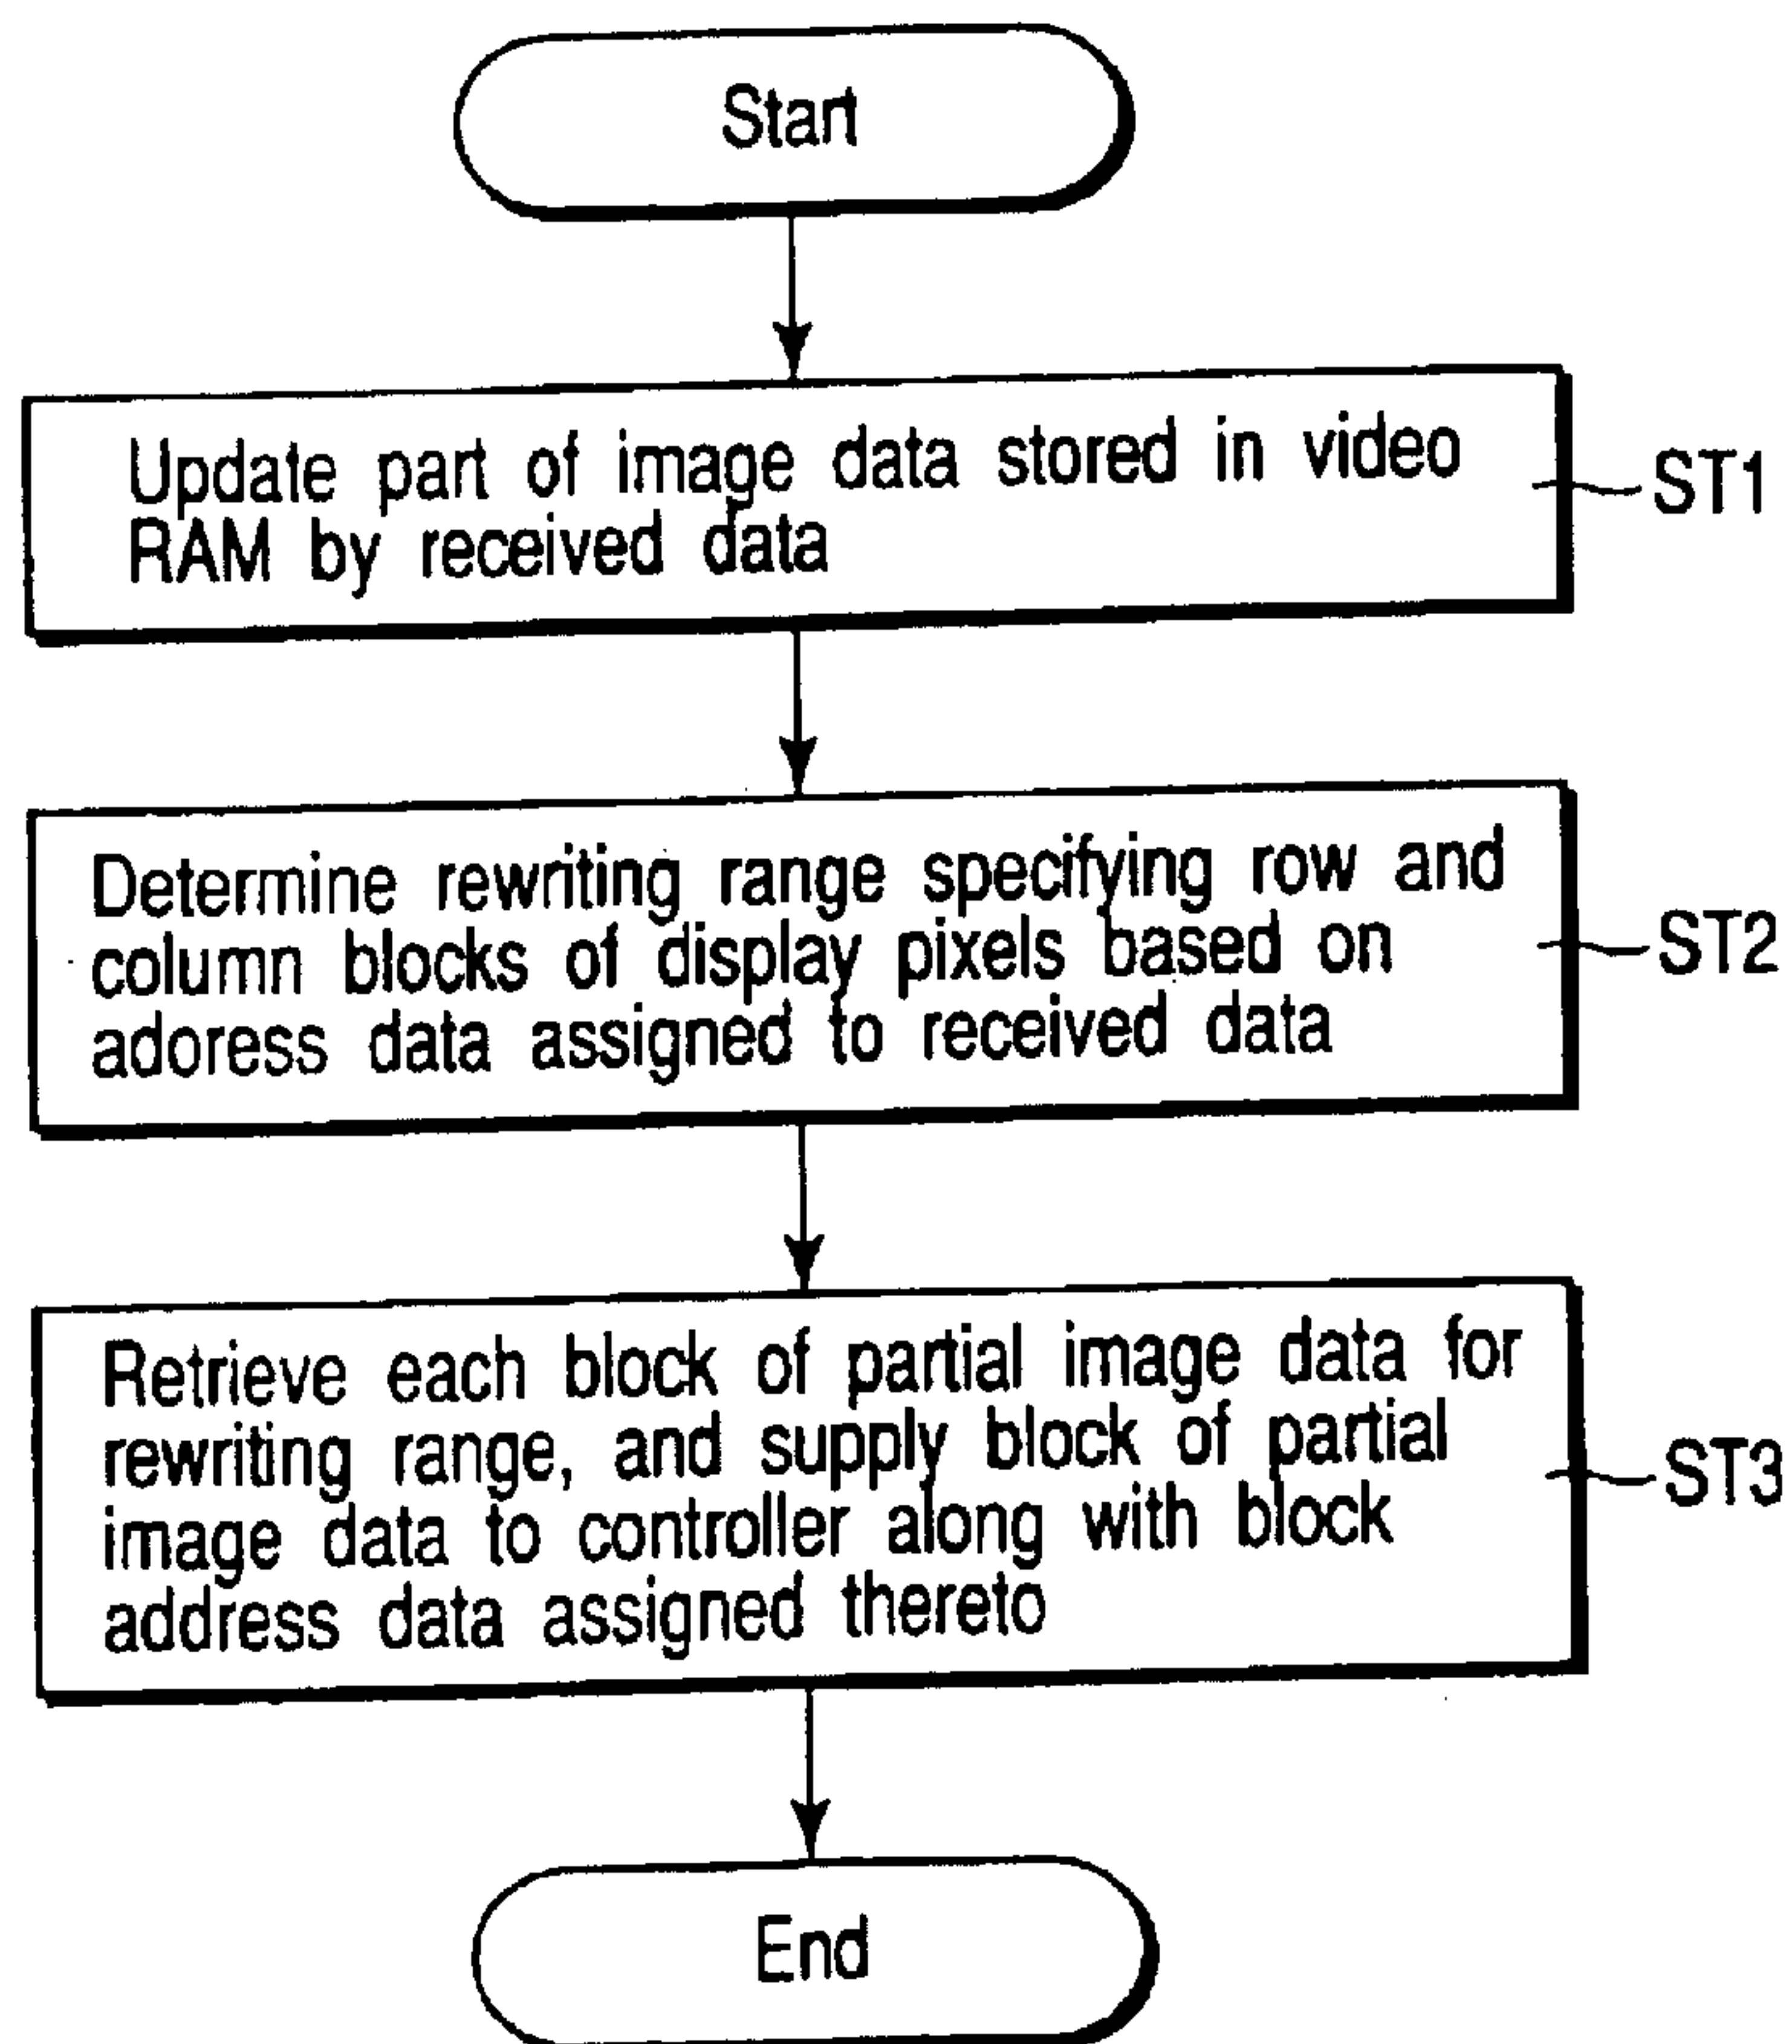 Start
Update part of image data stored in video
RAM by received data
ST1
Determine rewriting range specifying row and
column blocks of display pixels based on
adoress data assigned to received data
ST2
Retrieve each block of partial image data for
rewriting range, and supply block of partial
image data to controller along with block
address data assigned thereto
ST3
End